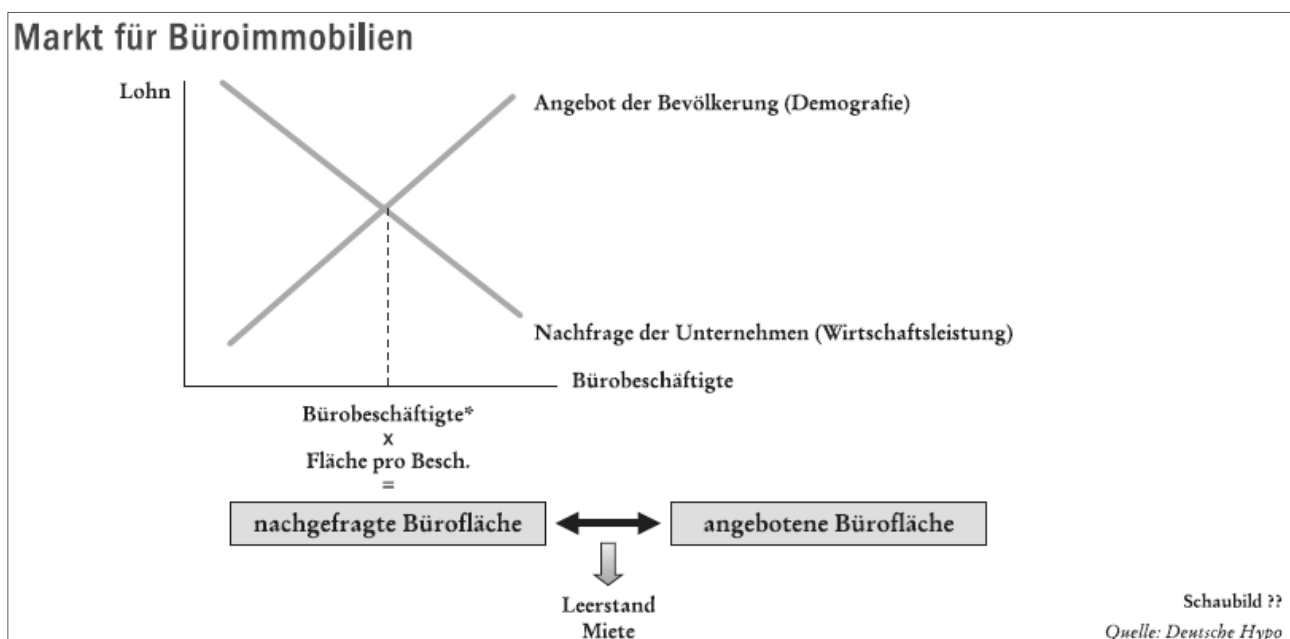 Markt für Büroimmobilien
Lohn
Angebot der Bevölkerung (Demografie)
Nachfrage der Unternehmen (Wirtschaftsleistung)
Bürobeschäftigte
Bürobeschäftigte*
x
Fläche pro Besch.
=
nachgefragte Bürofläche
angebotene Bürofläche
Leerstand
Miete
Schaubild ??
Quelle: Deutsche Hypo